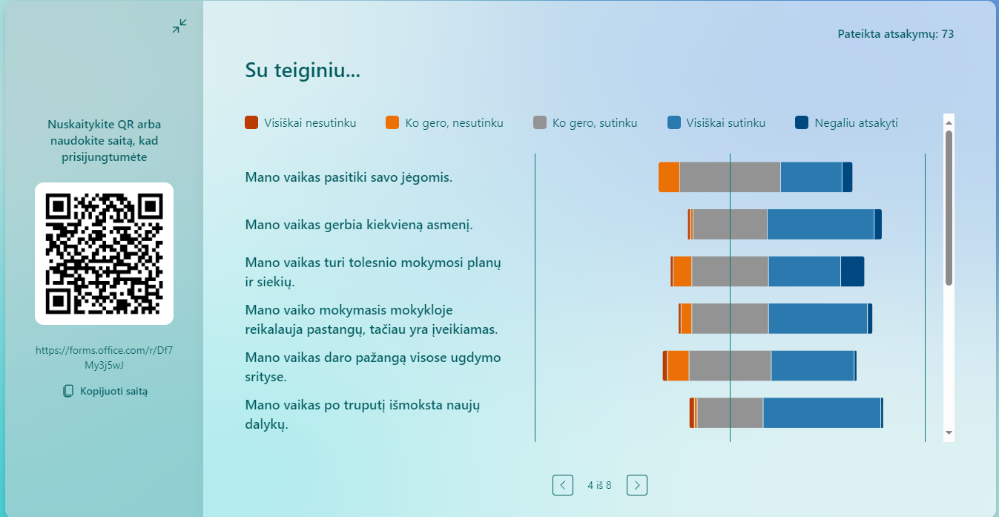 Pateikta atsakymų: 73
Su teiginiu...
Nuskaitykite QR arba
naudokite saitą, kad
prisijungtumėte
https://forms.office.com/r/Df7
My3j5wJ
Kopijuoti saitą
Visiškai nesutinku
Ko gero, nesutinku
Ko gero, sutinku
Visiškai sutinku
Negaliu atsakyti
Mano vaikas pasitiki savo jėgomis.
Mano vaikas gerbia kiekvieną asmenį.
Mano vaikas turi tolesnio mokymosi planų
ir siekių.
Mano vaiko mokymasis mokykloje
reikalauja pastangų, tačiau yra įveikiamas.
Mano vaikas daro pažangą visose ugdymo
srityse.
Mano vaikas po truputį išmoksta naujų
dalykų.
4 iš 8